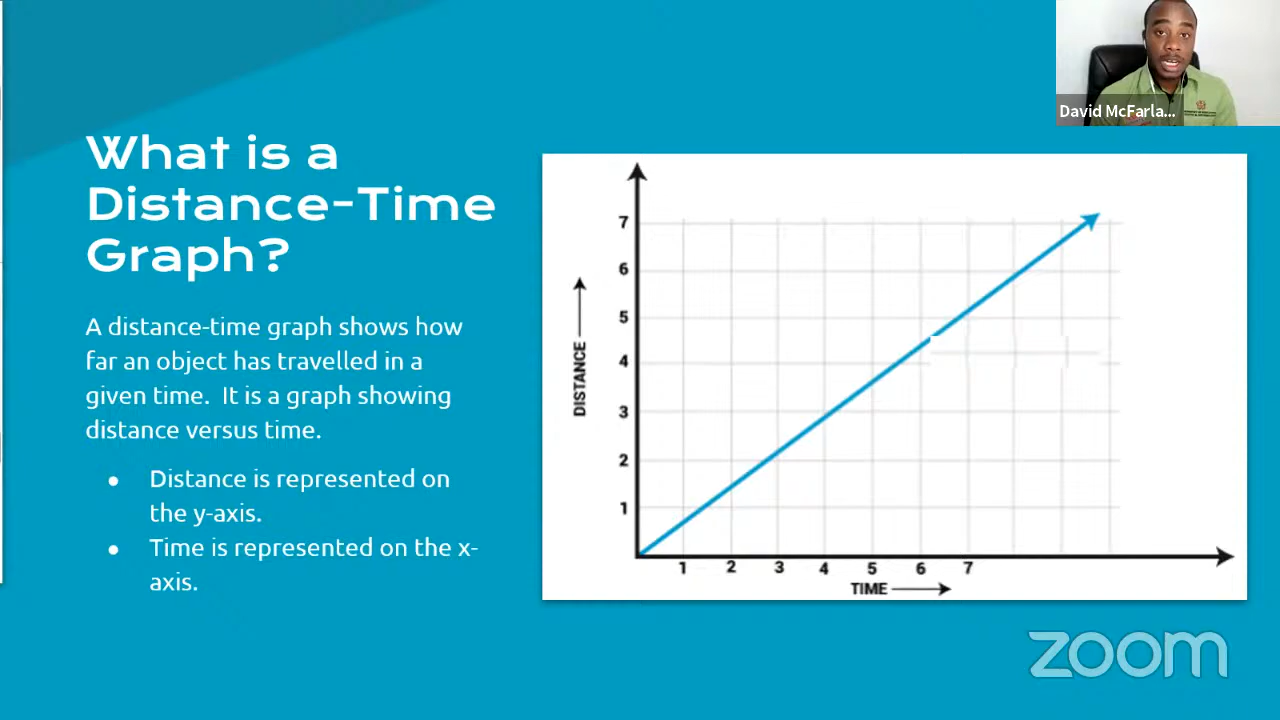 David McFarla...
What is a
Distance-Time
Graph?
A distance-time graph shows how
far an object has travelled in a
given time. It is a graph showing
distance versus time.
● Distance is represented on
the y-axis.
● Time is represented on the x-
axis.
DISTANCE
7
6
5
4
3
2
1
1 2 3 4 5 6 7
TIME
zoom